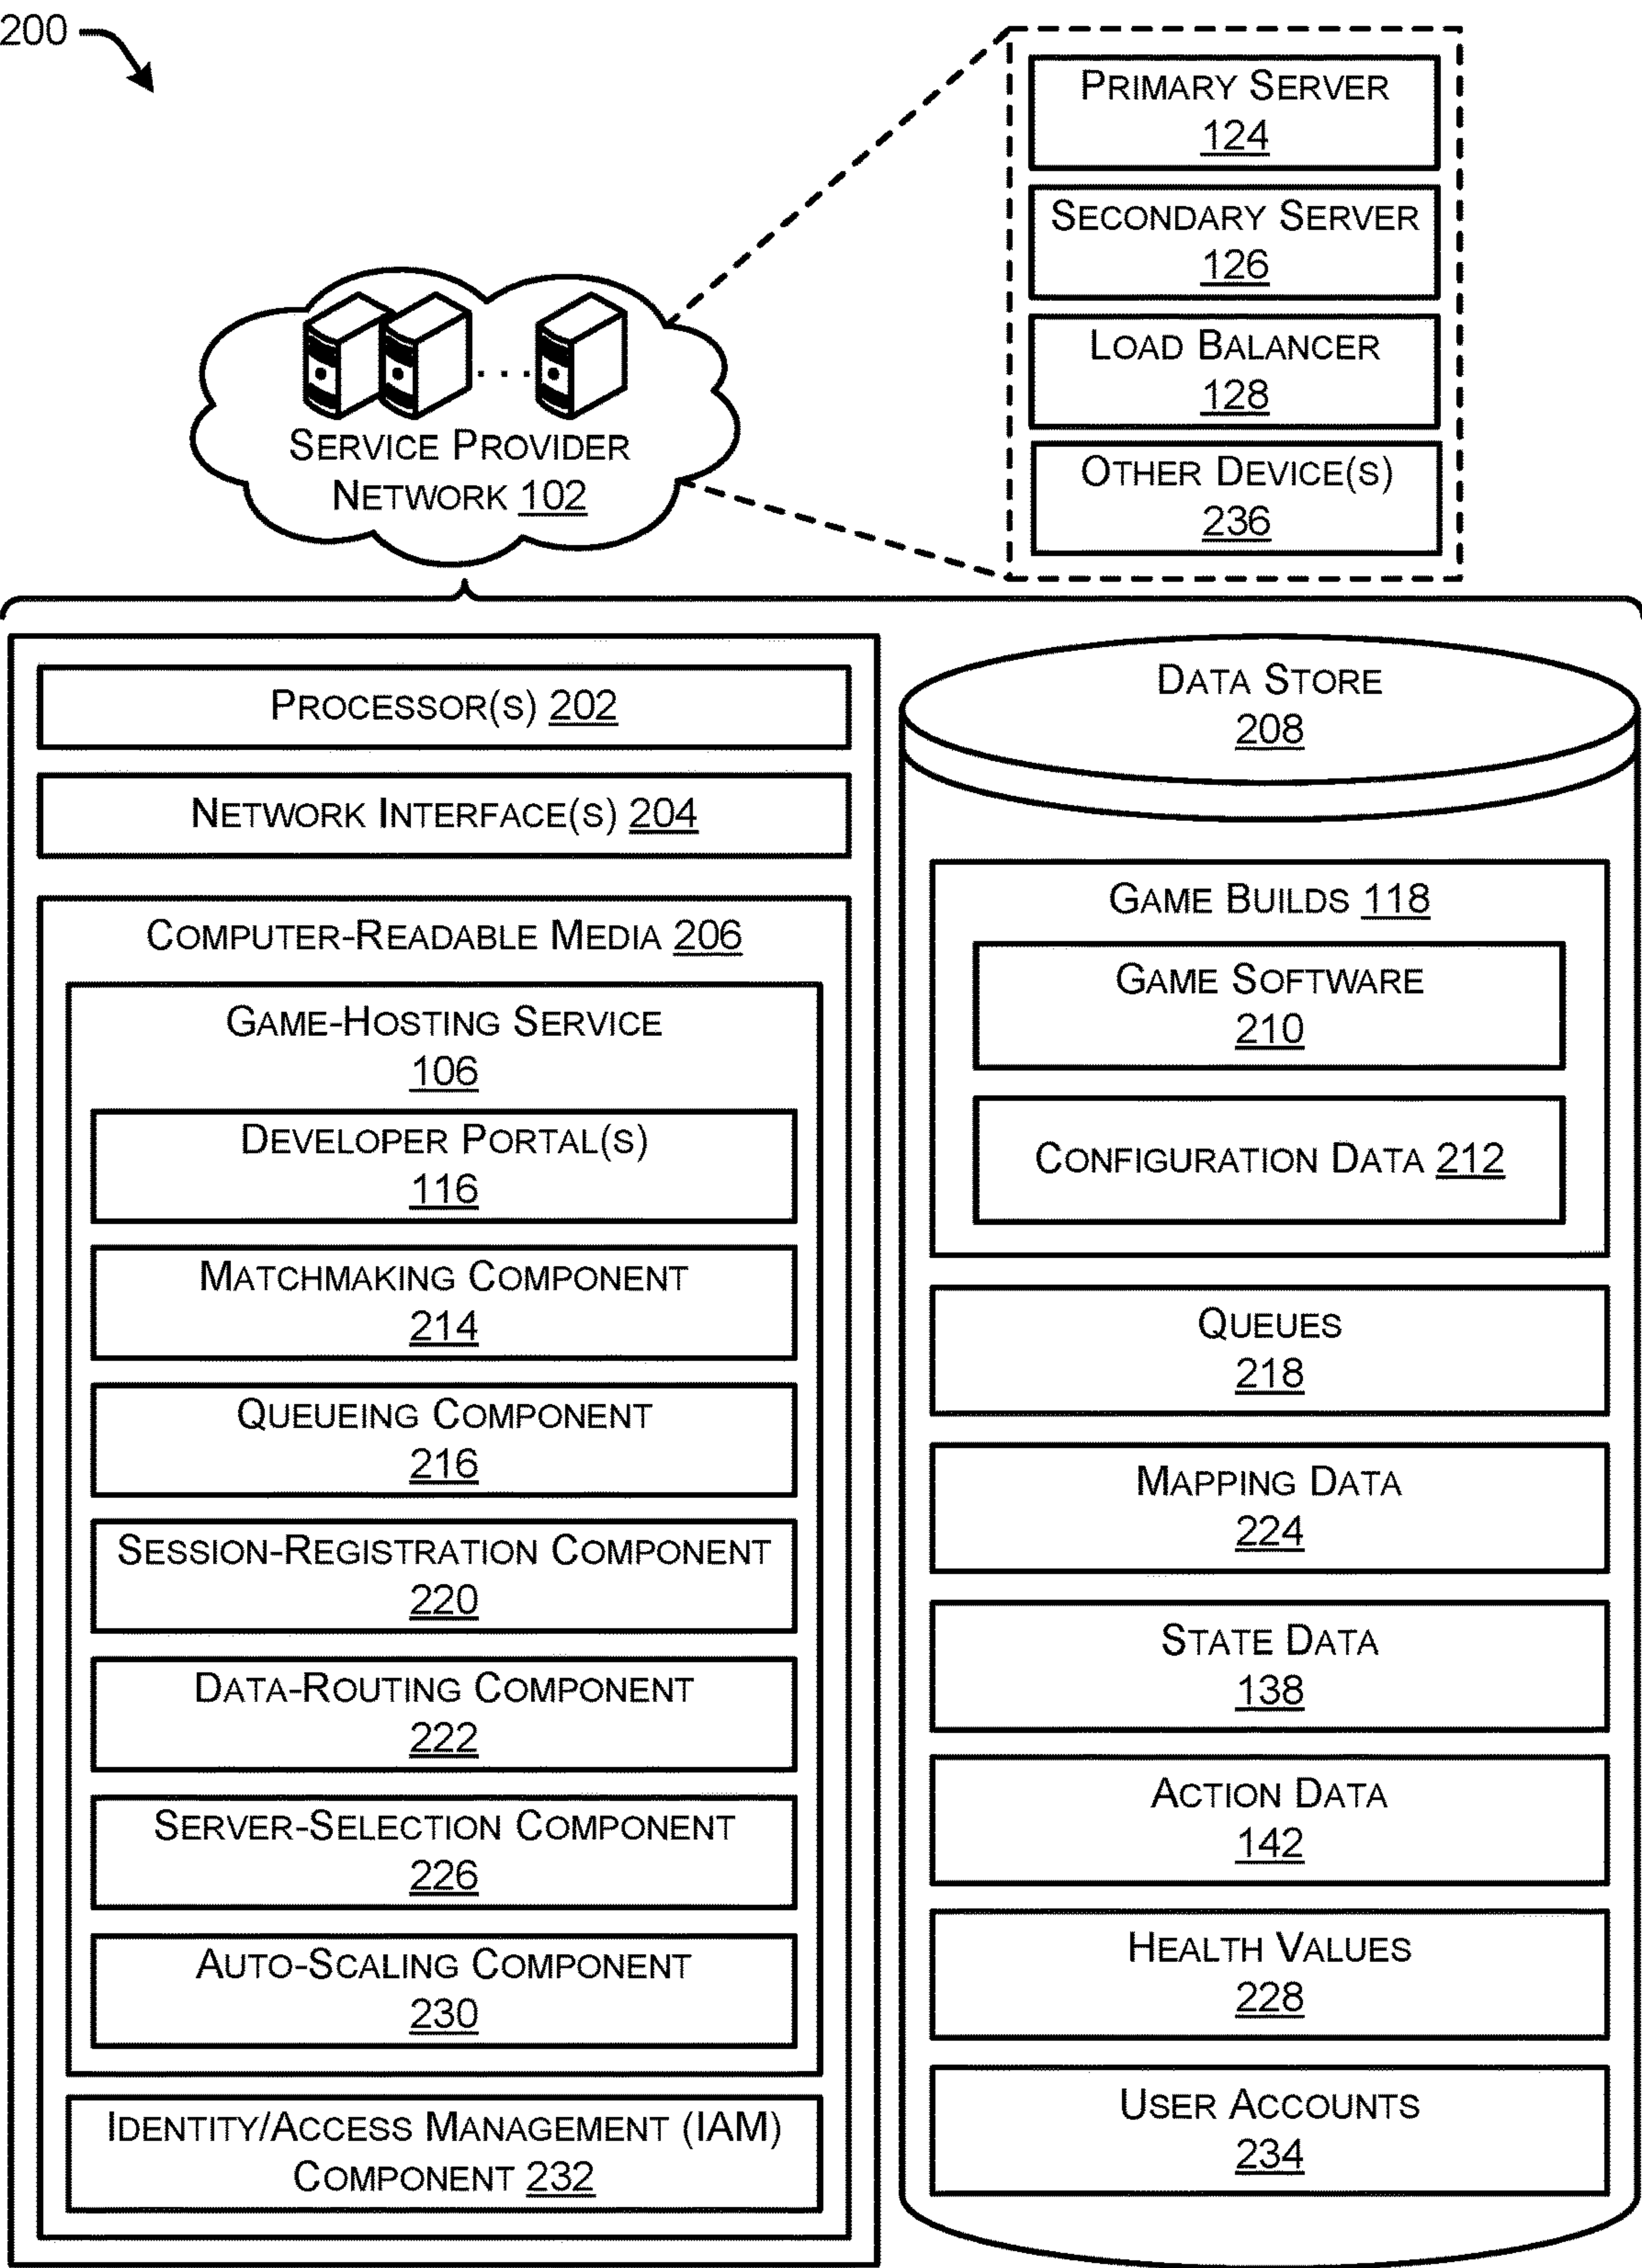 200
PRIMARY SERVER
124
SECONDARY SERVER
126
LOAD BALANCER
128
OTHER DEVICE(S)
236
SERVICE PROVIDER
NETWORK 102
PROCESSOR(S) 202
NETWORK INTERFACE(S) 204
COMPUTER-READABLE MEDIA 206
GAME-HOSTING SERVICE
106
DEVELOPER PORTAL(S)
116
MATCHMAKING COMPONENT
214
QUEUEING COMPONENT
216
SESSION-REGISTRATION COMPONENT
220
DATA-ROUTING COMPONENT
222
SERVER-SELECTION COMPONENT
226
AUTO-SCALING COMPONENT
230
IDENTITY/ACCESS MANAGEMENT (IAM)
COMPONENT 232
DATA STORE
208
GAME BUILDS 118
GAME SOFTWARE
210
CONFIGURATION DATA 212
QUEUES
218
MAPPING DATA
224
STATE DATA
138
ACTION DATA
142
HEALTH VALUES
228
USER ACCOUNTS
234